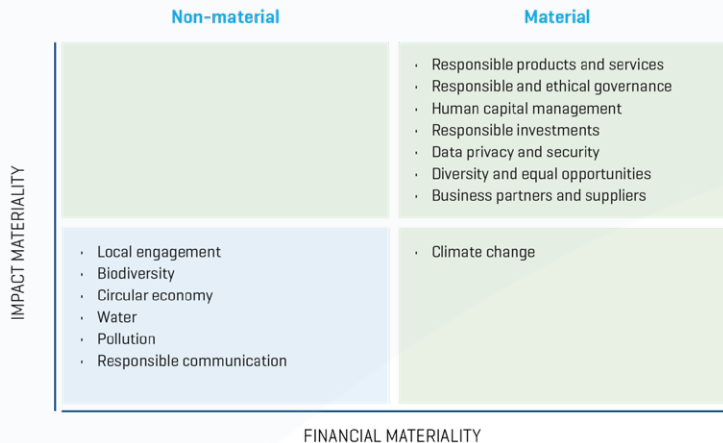 Non-material
Material
· Responsible products and services
· Responsible and ethical governance
· Human capital management
· Responsible investments
· Data privacy and security
· Diversity and equal opportunities
· Business partners and suppliers
IMPACT MATERIALITY
· Local engagement
· Biodiversity
· Circular economy
· Water
· Pollution
· Responsible communication
· Climate change
FINANCIAL MATERIALITY